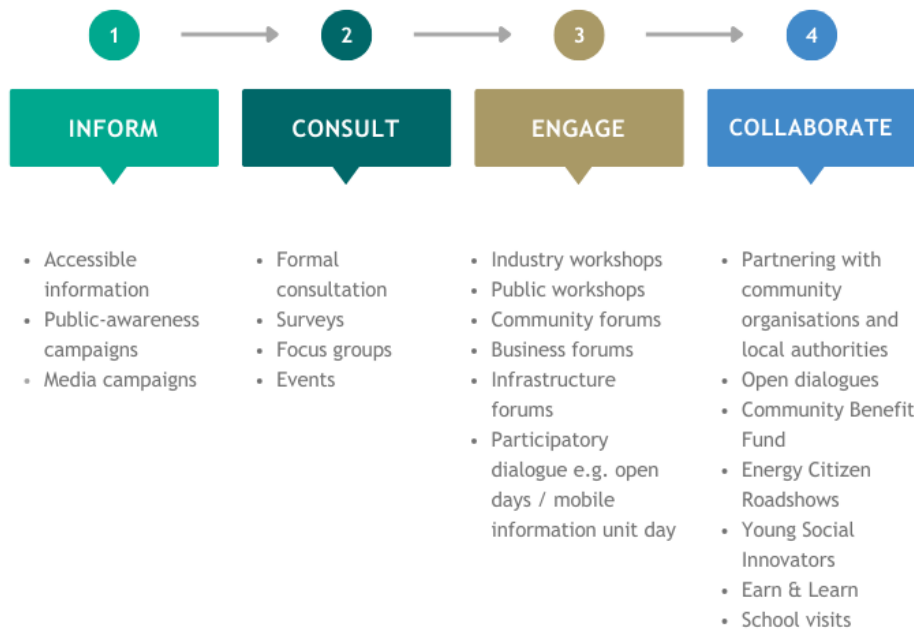 1
2
3
4
INFORM
CONSULT
ENGAGE
COLLABORATE
• Accessible
information
• Public-awareness
campaigns
• Media campaigns
• Formal
consultation
• Surveys
• Focus groups
• Events
• Industry workshops
• Public workshops
• Community forums
• Business forums
• Infrastructure
forums
• Participatory
dialogue e.g. open
days / mobile
information unit day
• Partnering with
community
organisations and
local authorities
• Open dialogues
• Community Benefit
Fund
• Energy Citizen
Roadshows
• Young Social
Innovators
• Earn & Learn
• School visits